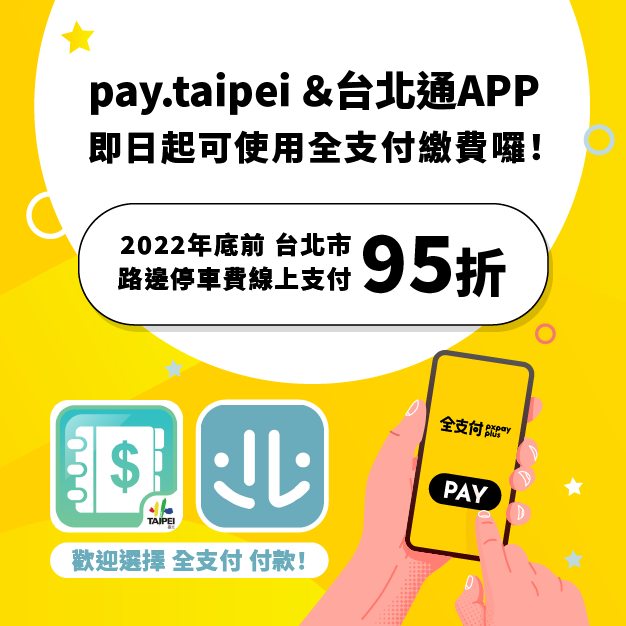 pay.taipei &台北通APP
即日起可使用全支付繳費囉!
2022年底前 台北市
路邊停車費線上支付
95折
全支付 pxpay plus
PAY
$
TAIPEI
臺北
歡迎選擇 全支付 付款!